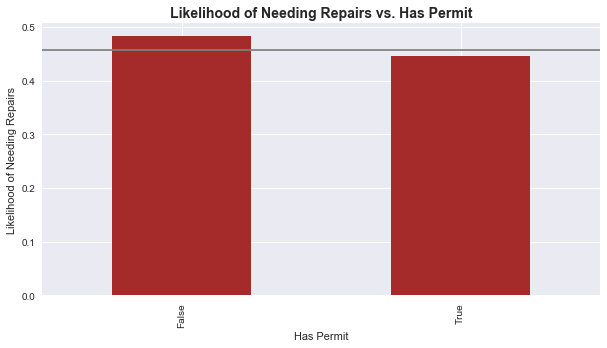 Likelihood of Needing Repairs vs. Has Permit
Likelihood of Needing Repairs
0.5
0.4
0.3
0.2
0.1
0.0
False
True
Has Permit